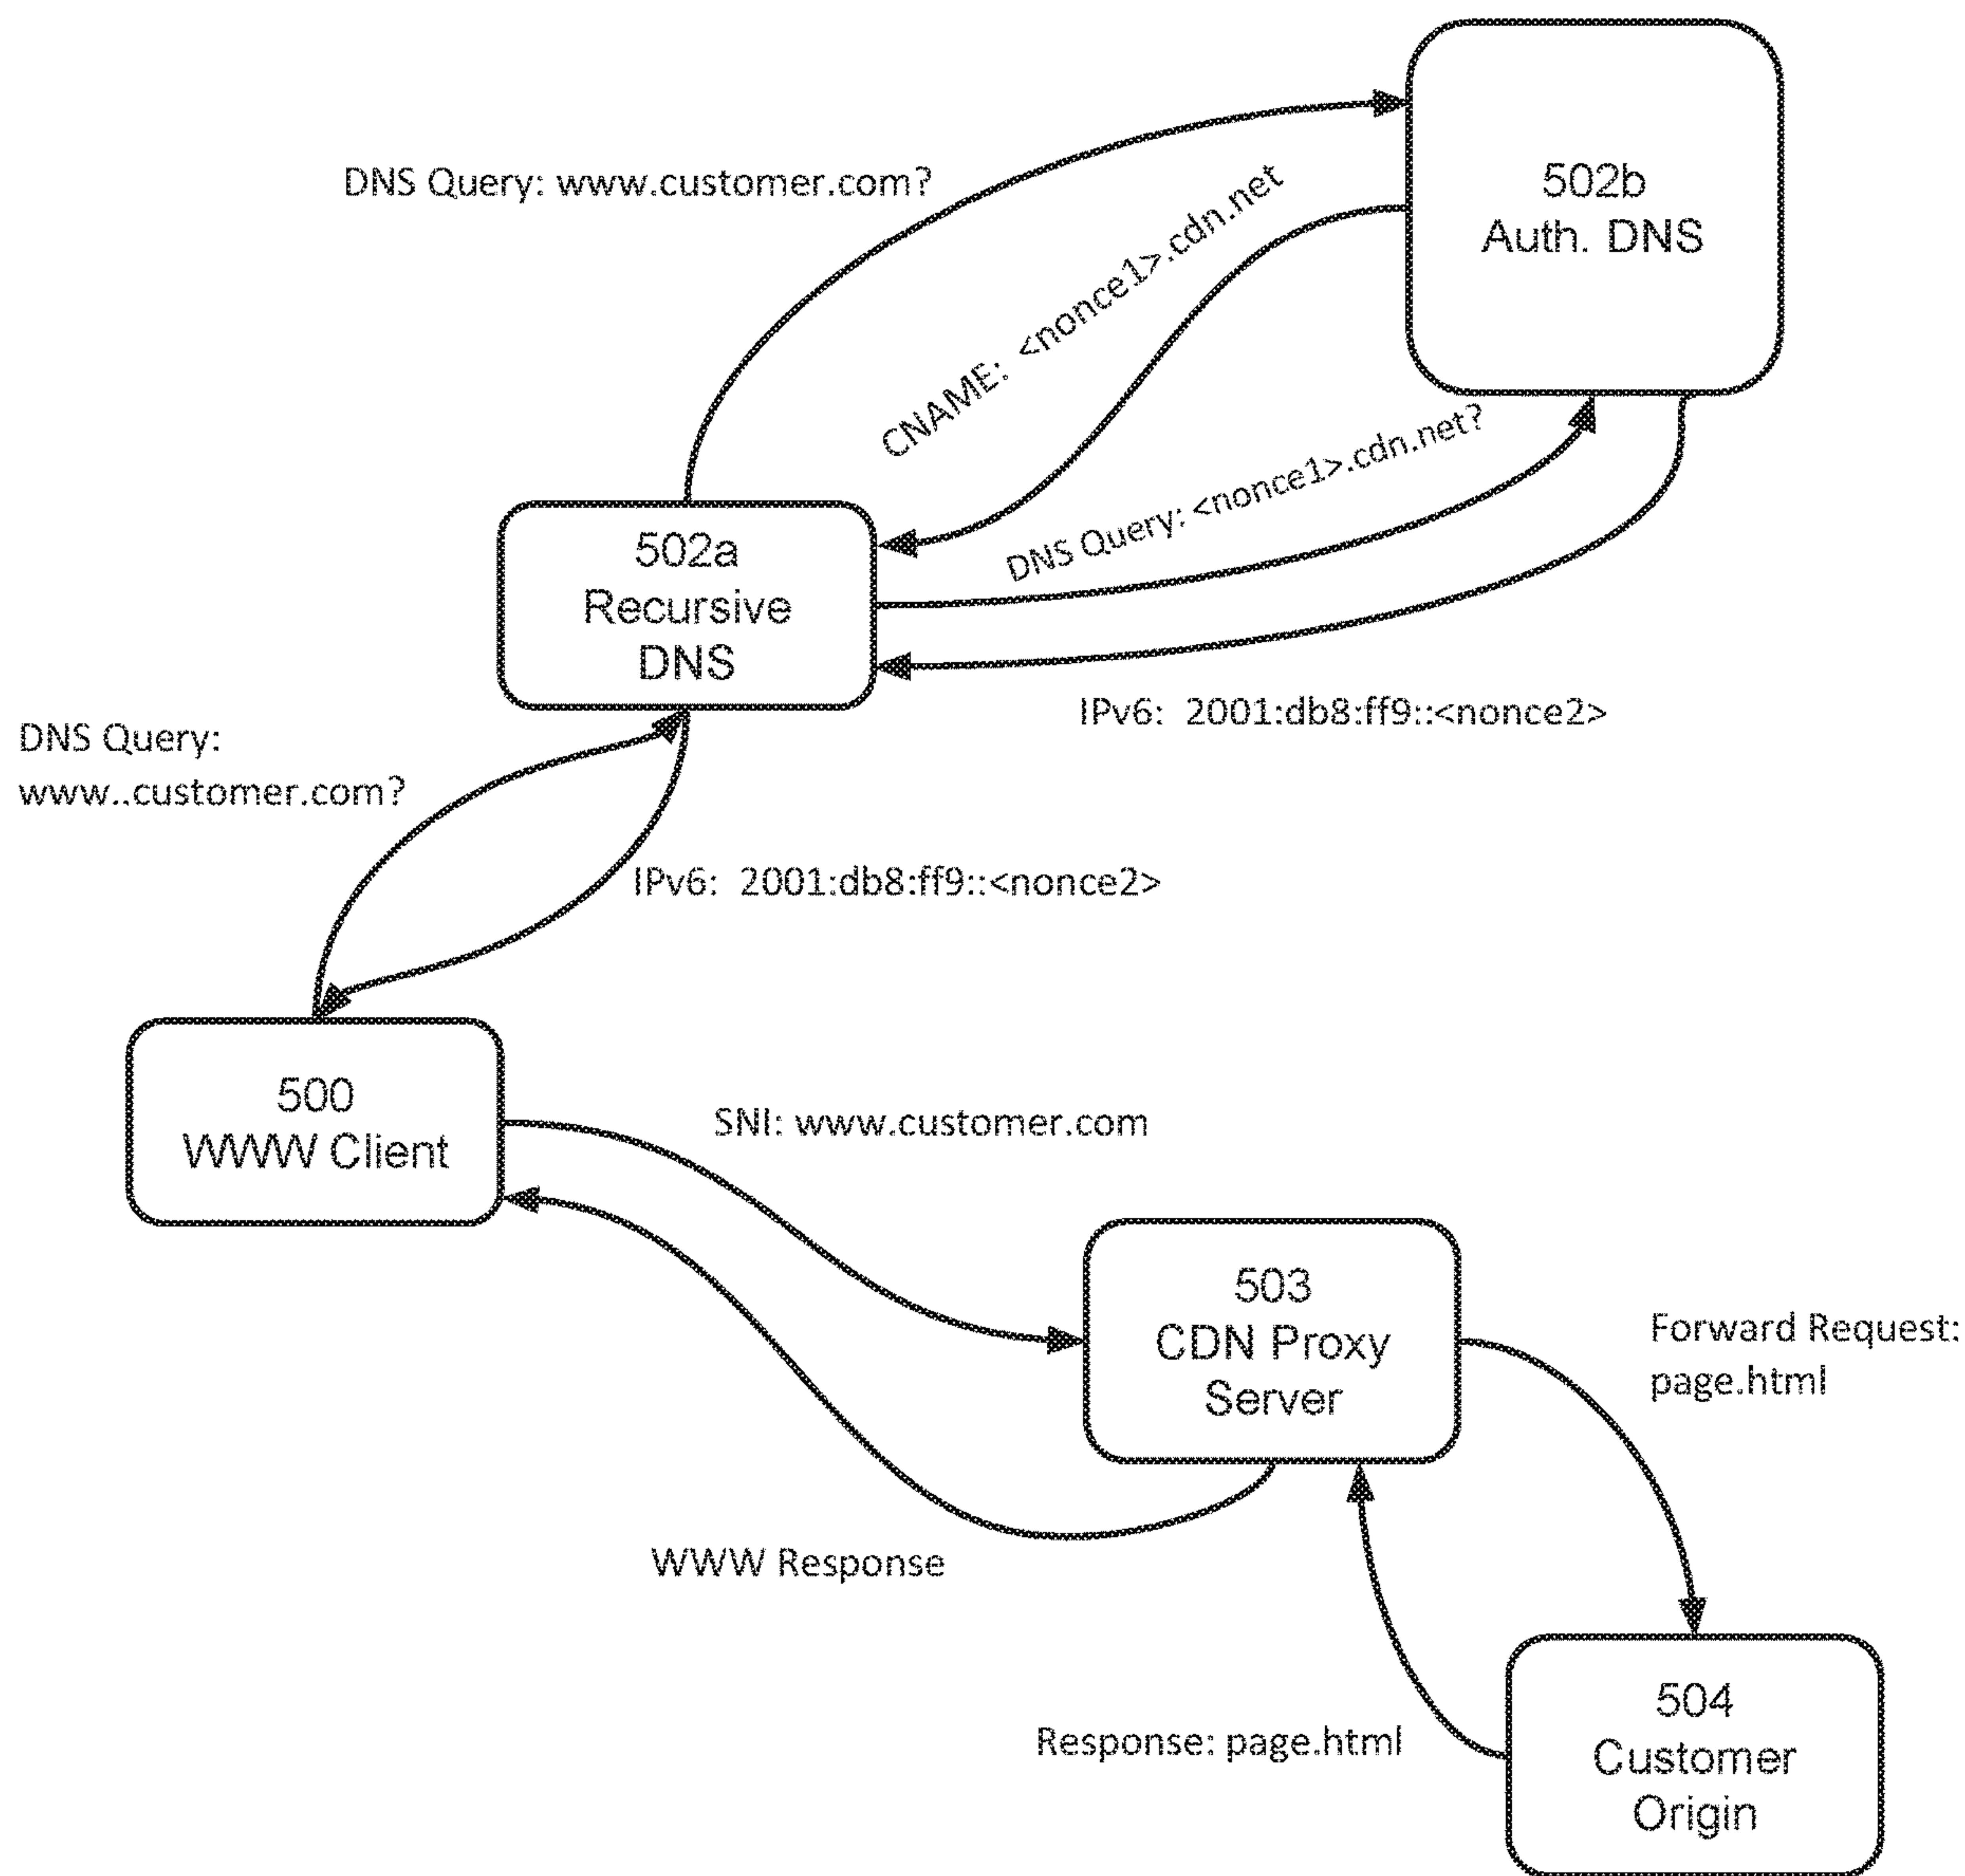 502b
Auth. DNS
DNS Query: www.customer.com?
CNAME: <nonce1>.cdn.net
DNS Query: <nonce1>.cdn.net?
502a
Recursive
DNS
IPv6: 2001:db8:ff9::<nonce2>
DNS Query:
www..customer.com?
IPv6: 2001:db8:ff9::<nonce2>
500
WWW Client
SNI: www.customer.com
503
CDN Proxy
Server
Forward Request:
page.html
WWW Response
504
Customer
Origin
Response: page.html